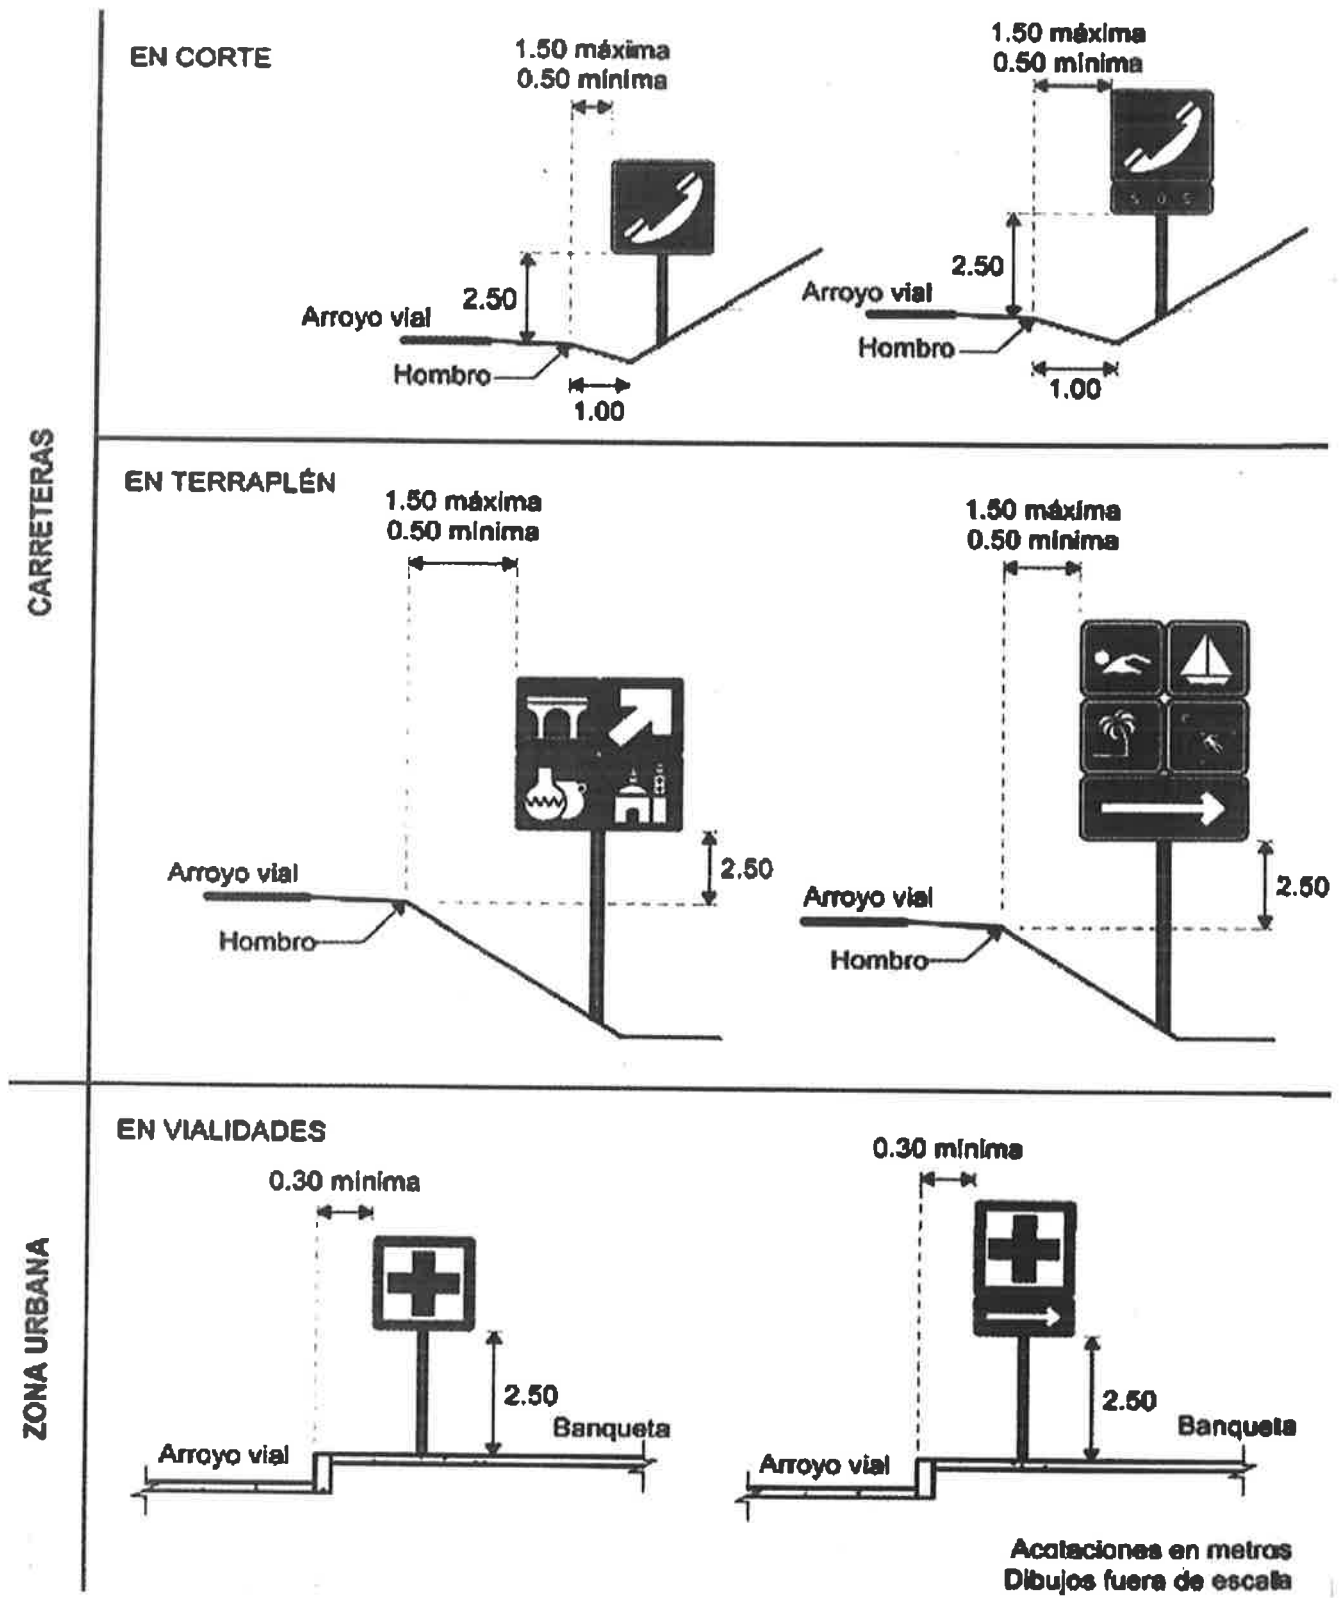 CARRETERAS
EN CORTE
1.50 máxima
0.50 mínima
2.50
Arroyo vial
Hombro
1.00
1.50 máxima
0.50 mínima
SOS
2.50
Arroyo vial
Hombro
1.00
EN TERRAPLÉN
1.50 máxima
0.50 mínima
2.50
Arroyo vial
Hombro
1.50 máxima
0.50 mínima
2.50
Arroyo vial
Hombro
ZONA URBANA
EN VIALIDADES
0.30 mínima
2.50
Banqueta
Arroyo vial
0.30 mínima
2.50
Banqueta
Arroyo vial
Acotaciones en metros
Dibujos fuera de escala